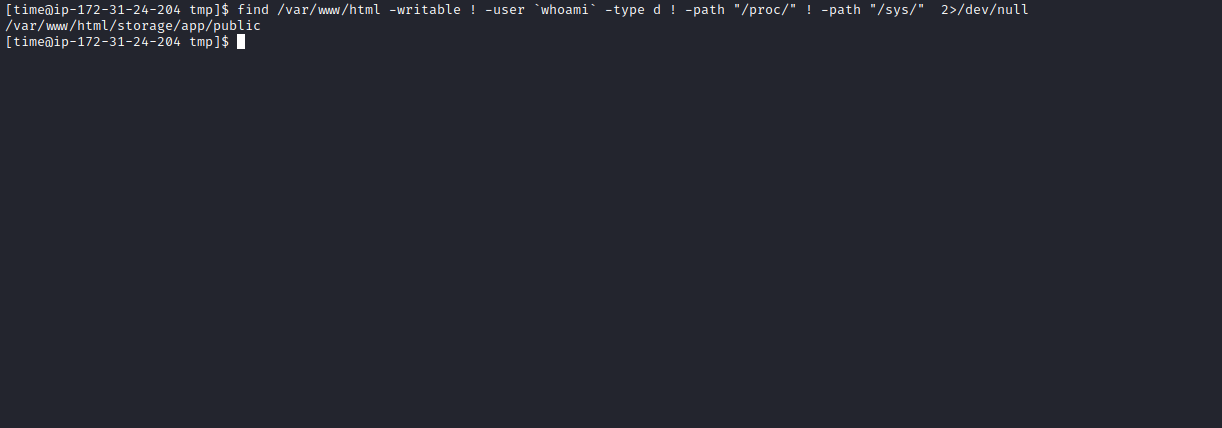 [time@ip-172-31-24-204 tmp]$ find /var/www/html -writable ! -user `whoami` -type d ! -path "/proc/" ! -path "/sys/"  2>/dev/null
/var/www/html/storage/app/public
[time@ip-172-31-24-204 tmp]$